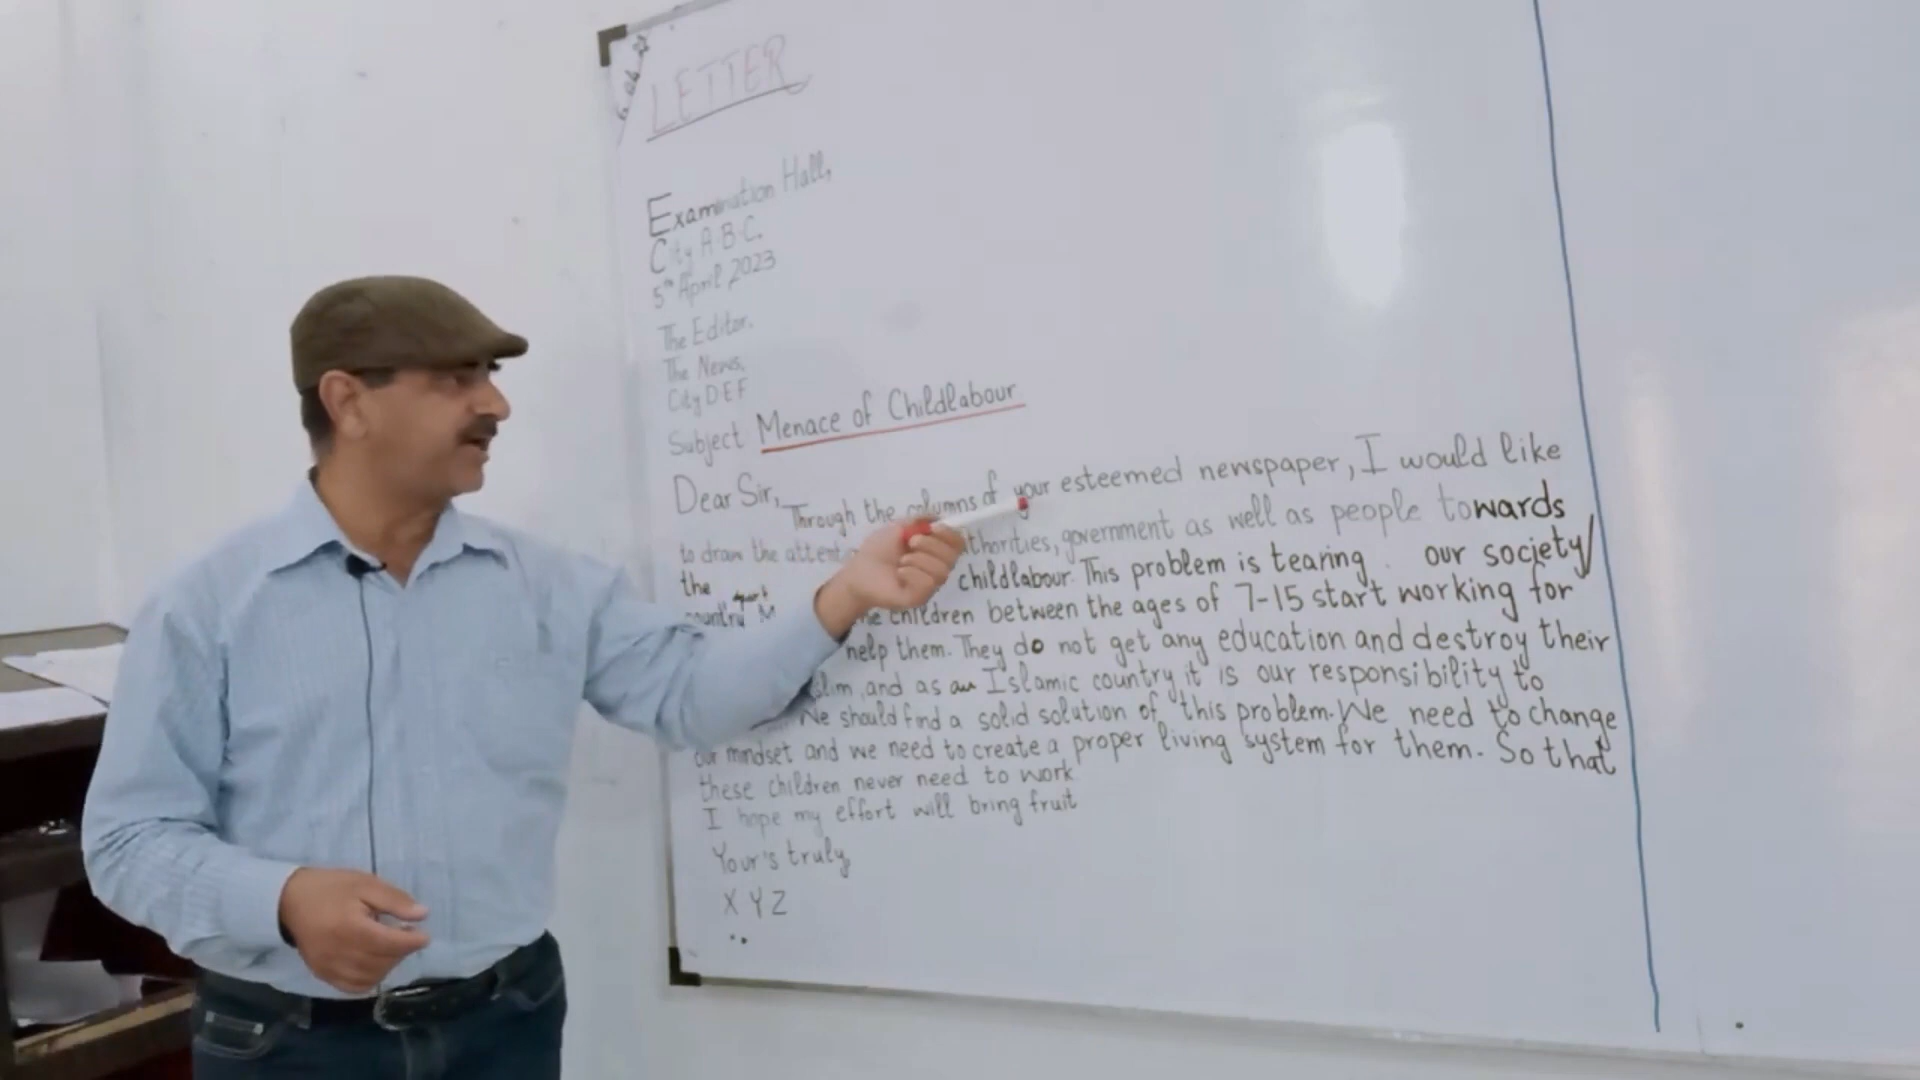 LETTER
Examination Hall,
City A.B.C.
5th April, 2023
The Editor,
The News,
City D E F
Subject Menace of Childlabour
Dear Sir,
Through the columns of your esteemed newspaper, I would like
to draw the authorities, government as well as people towards
the childlabour. This problem is tearing our society/
children between the ages of 7-15 start working for
help them. They do not get any education and destroy their
and as an Islamic country it is our responsibility to
We should find a solid solution of this problem. We need to change
our mindset and we need to create a proper living system for them. So that
these children never need to work
I hope my effort will bring fruit
Your's truly,
X Y Z